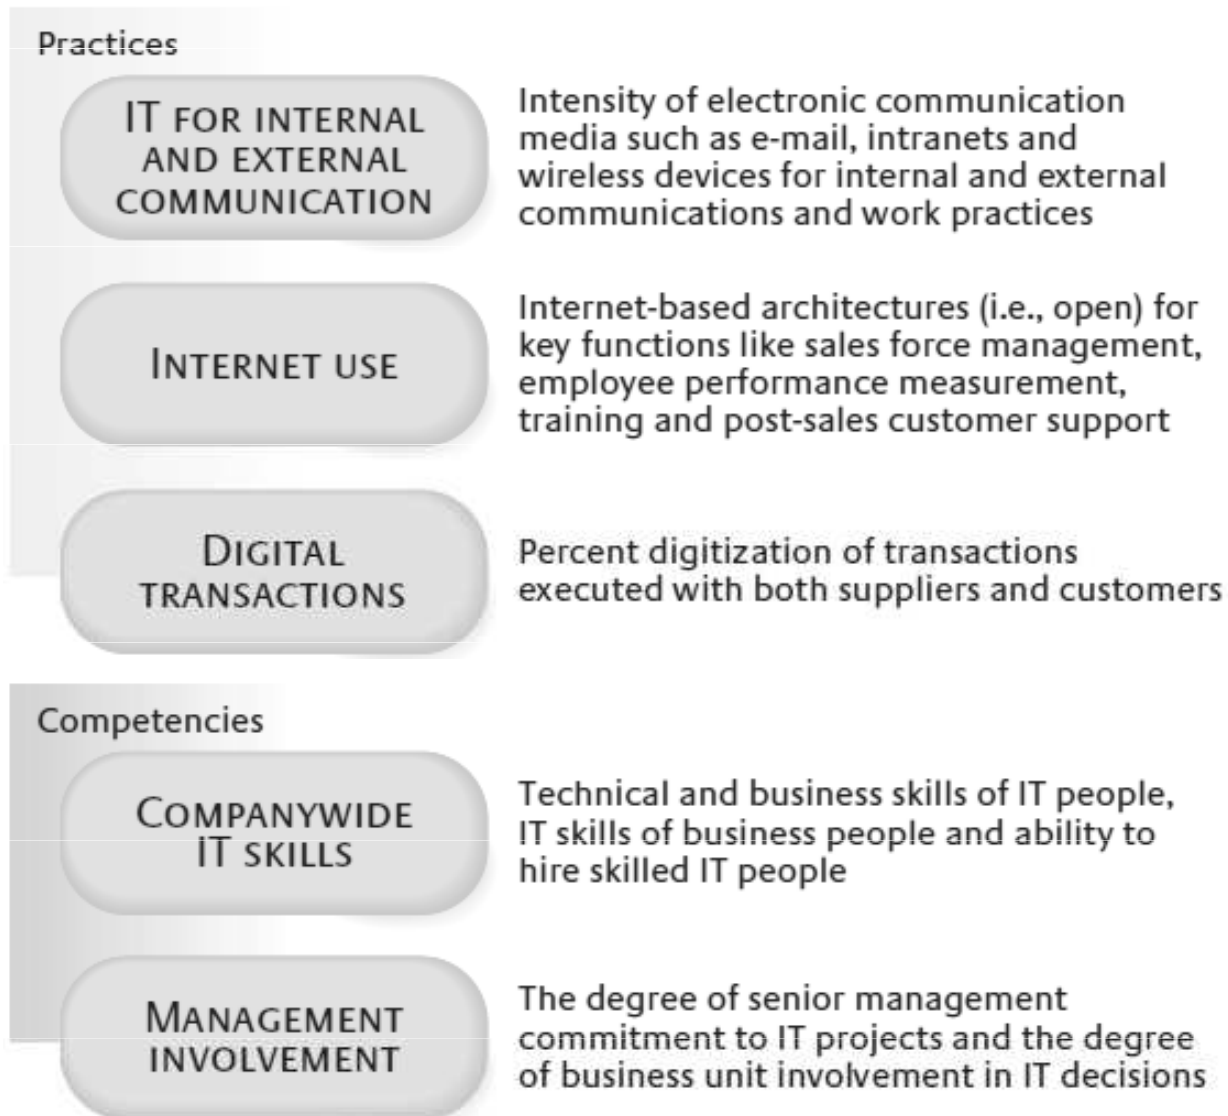 Practices
IT FOR INTERNAL
AND EXTERNAL
COMMUNICATION
Intensity of electronic communication
media such as e-mail, intranets and
wireless devices for internal and external
communications and work practices
INTERNET USE
Internet-based architectures (i.e., open) for
key functions like sales force management,
employee performance measurement,
training and post-sales customer support
DIGITAL
TRANSACTIONS
Percent digitization of transactions
executed with both suppliers and customers
Competencies
COMPANYWIDE
IT SKILLS
Technical and business skills of IT people,
IT skills of business people and ability to
hire skilled IT people
MANAGEMENT
INVOLVEMENT
The degree of senior management
commitment to IT projects and the degree
of business unit involvement in IT decisions